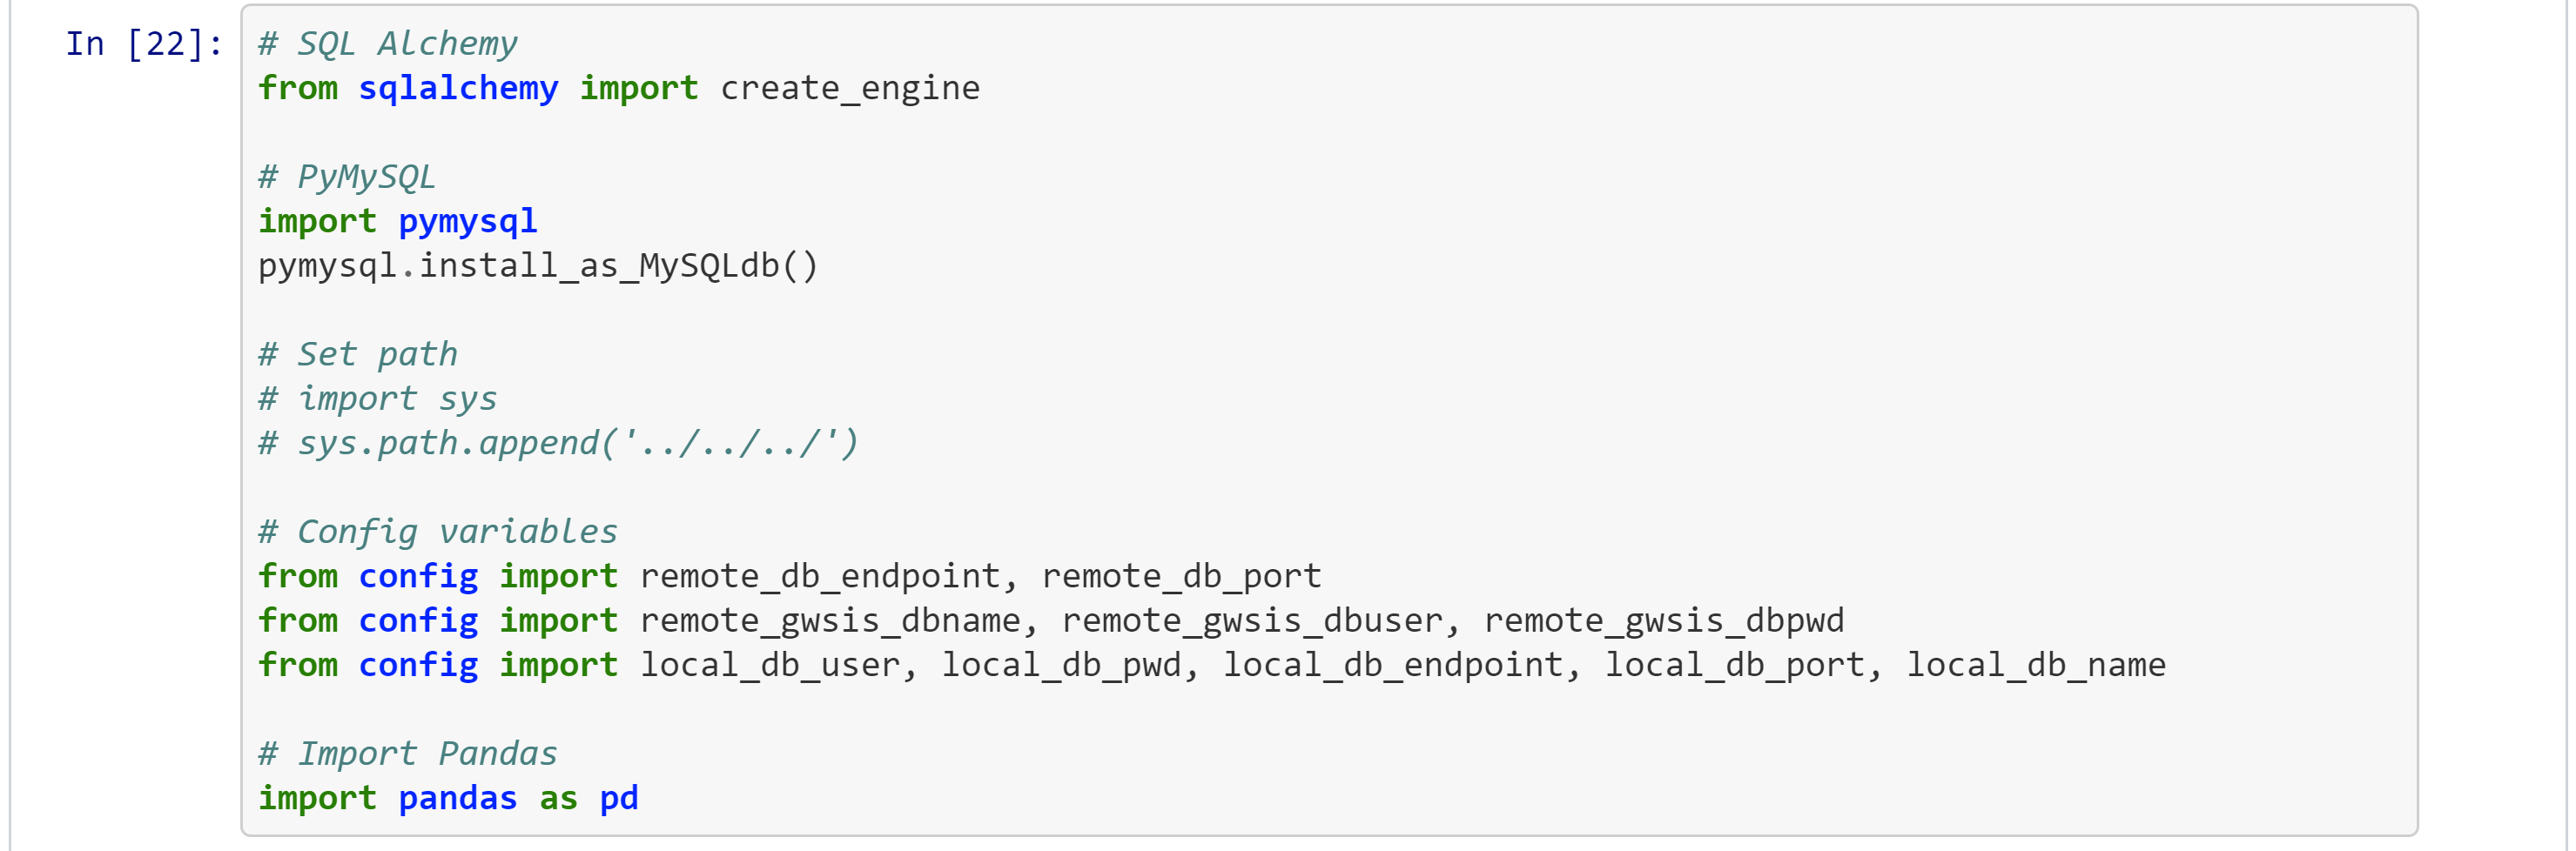 In [22]:
# SQL Alchemy
from sqlalchemy import create_engine
# PyMySQL
import pymysql
pymysql.install_as_MySQLdb()
# Set path
# import sys
# sys.path.append('../../../')
# Config variables
from config import remote_db_endpoint, remote_db_port
from config import remote_gwsis_dbname, remote_gwsis_dbuser, remote_gwsis_dbpwd
from config import local_db_user, local_db_pwd, local_db_endpoint, local_db_port, local_db_name
# Import Pandas
import pandas as pd